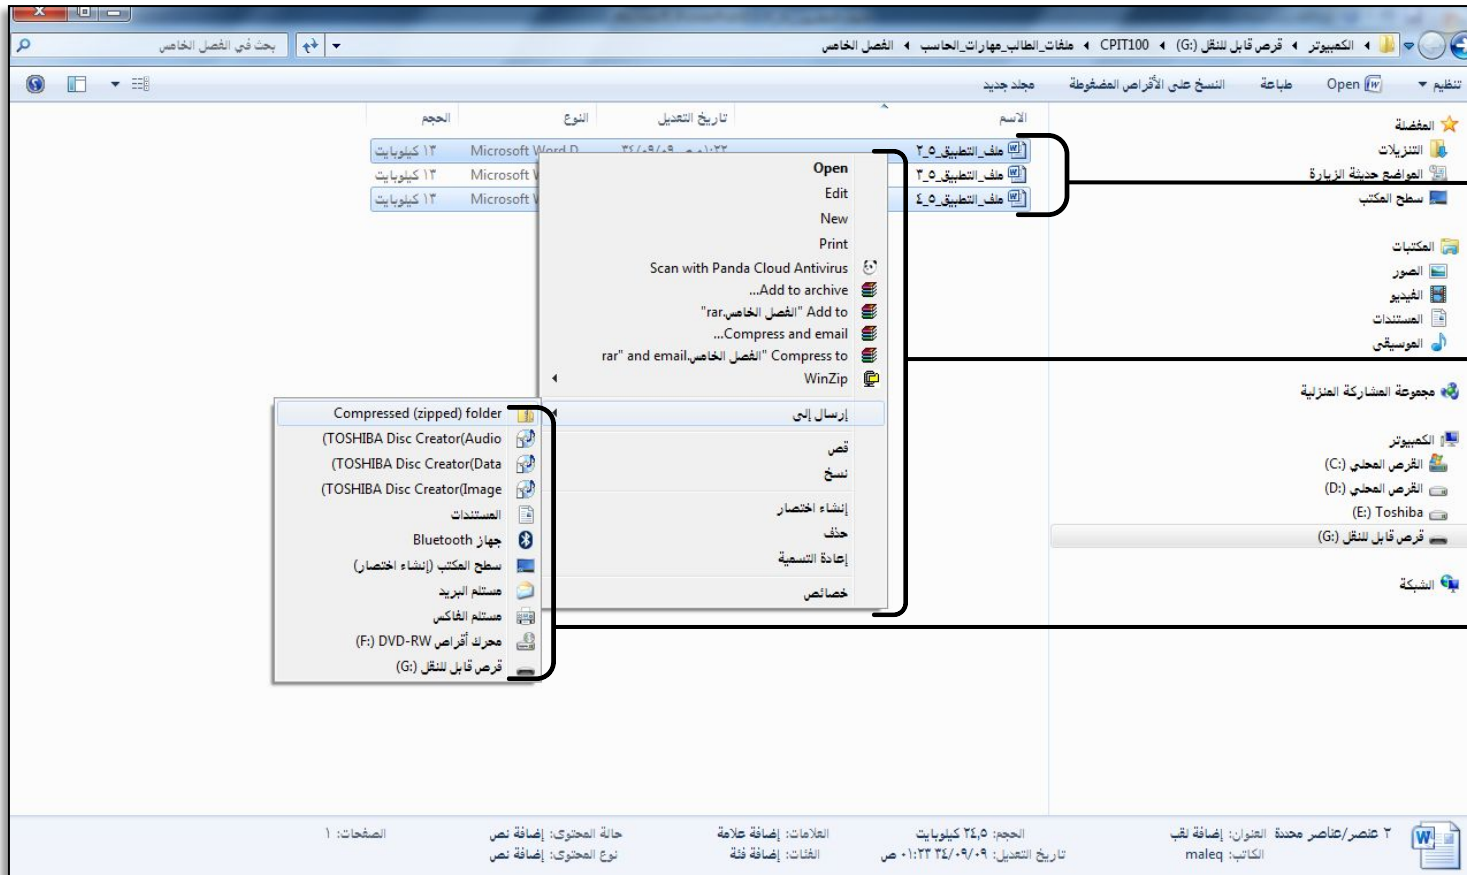 الكمبيوتر ◂ قرص قابل للنقل (G:) ◂ CPIT100 ◂ ملفات_الطالب_مهارات_الحاسب ◂ الفصل الخامس
بحث في الفصل الخامس
تنظيم
Open
طباعة
النسخ على الأقراص المضغوطة
مجلد جديد
المفضلة
التنزيلات
المواضع حديثة الزيارة
سطح المكتب
المكتبات
الصور
الفيديو
المستندات
الموسيقى
مجموعة المشاركة المنزلية
الكمبيوتر
القرص المحلي (C:)
القرص المحلي (D:)
(E:) Toshiba
قرص قابل للنقل (G:)
الشبكة
الاسم تاريخ التعديل النوع الحجم
ملف_التطبيق_٥_٢ Microsoft Word D... ١٣ كيلوبايت
ملف_التطبيق_٥_٣ Microsoft ١٣ كيلوبايت
ملف_التطبيق_٥_٤ Microsoft ١٣ كيلوبايت
Open
Edit
New
Print
Scan with Panda Cloud Antivirus
Add to archive...
Add to "الفصل الخامس.rar"
Compress and email...
Compress to "الفصل الخامس.rar" and email
WinZip
إرسال إلى
قص
نسخ
إنشاء اختصار
حذف
إعادة التسمية
خصائص
Compressed (zipped) folder
(TOSHIBA Disc Creator(Audio
(TOSHIBA Disc Creator(Data
(TOSHIBA Disc Creator(Image
المستندات
جهاز Bluetooth
سطح المكتب (إنشاء اختصار)
مستلم البريد
مستلم الفاكس
محرك أقراص DVD-RW (F:)
قرص قابل للنقل (G:)
٢ عنصر/عناصر محددة العنوان: إضافة لقب الحجم: ٢٤,٥ كيلوبايت العلامات: إضافة علامة حالة المحتوى: إضافة نص الصفحات: ١
الكاتب: maleq تاريخ التعديل: ٣٤/٠٩/٠٩ ٠١:٢٣ ص الفئات: إضافة فئة نوع المحتوى: إضافة نص